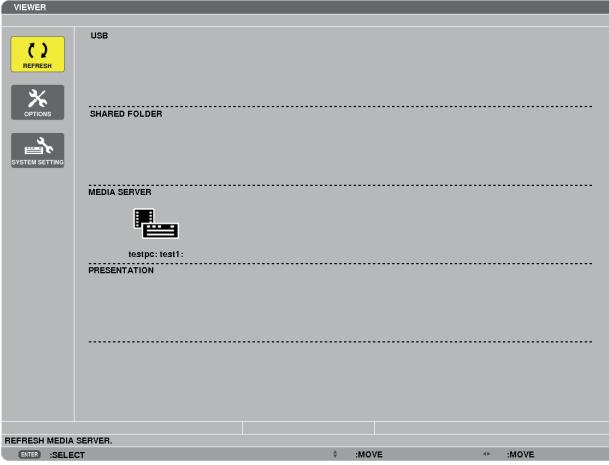 VIEWER
USB
REFRESH
OPTIONS
SHARED FOLDER
SYSTEM SETTING
MEDIA SERVER
testpc: test1:
PRESENTATION
REFRESH MEDIA SERVER.
ENTER :SELECT :MOVE :MOVE